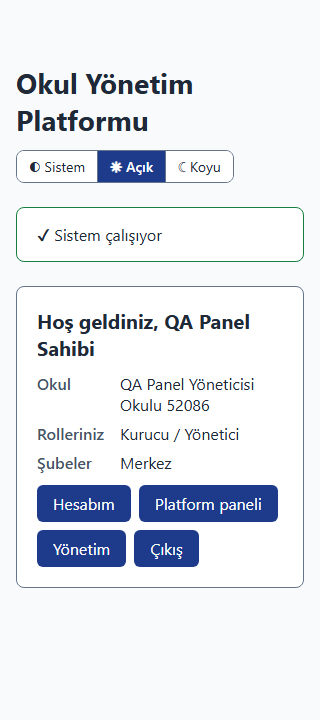 Okul Yönetim
Platformu
◐ Sistem
☀ Açık
☾ Koyu
✓ Sistem çalışıyor
Hoş geldiniz, QA Panel
Sahibi
Okul QA Panel Yöneticisi
Okulu 52086
Rolleriniz Kurucu / Yönetici
Şubeler Merkez
Hesabım Platform paneli
Yönetim Çıkış